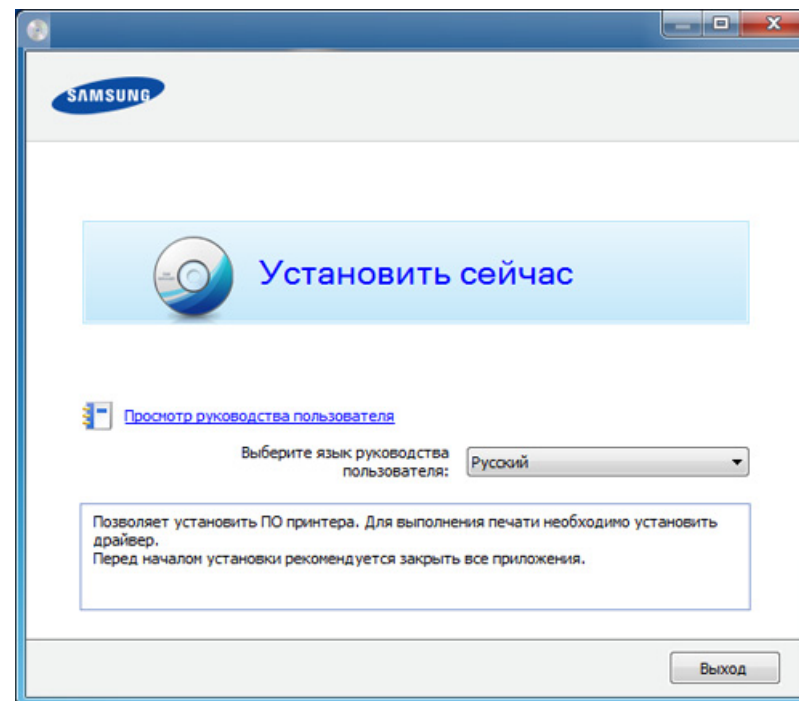 SAMSUNG
Установить сейчас
Просмотр руководства пользователя
Выберите язык руководства
пользователя:
Русский
Позволяет установить ПО принтера. Для выполнения печати необходимо установить
драйвер.
Перед началом установки рекомендуется закрыть все приложения.
Выход